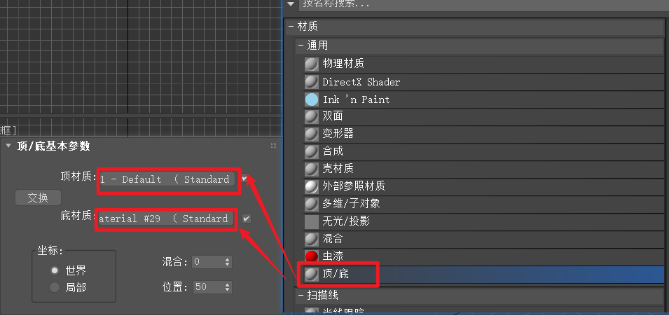 按名称搜索...
- 材质
- 通用
物理材质
DirectX Shader
Ink 'n Paint
双面
变形器
合成
壳材质
外部参照材质
多维/子对象
无光/投影
混合
虫漆
顶/底
- 扫描线
框]
顶/底基本参数
顶材质: 1 - Default ( Standard
交换
底材质: aterial #29 ( Standard
坐标:
世界
局部
混合: 0
位置: 50